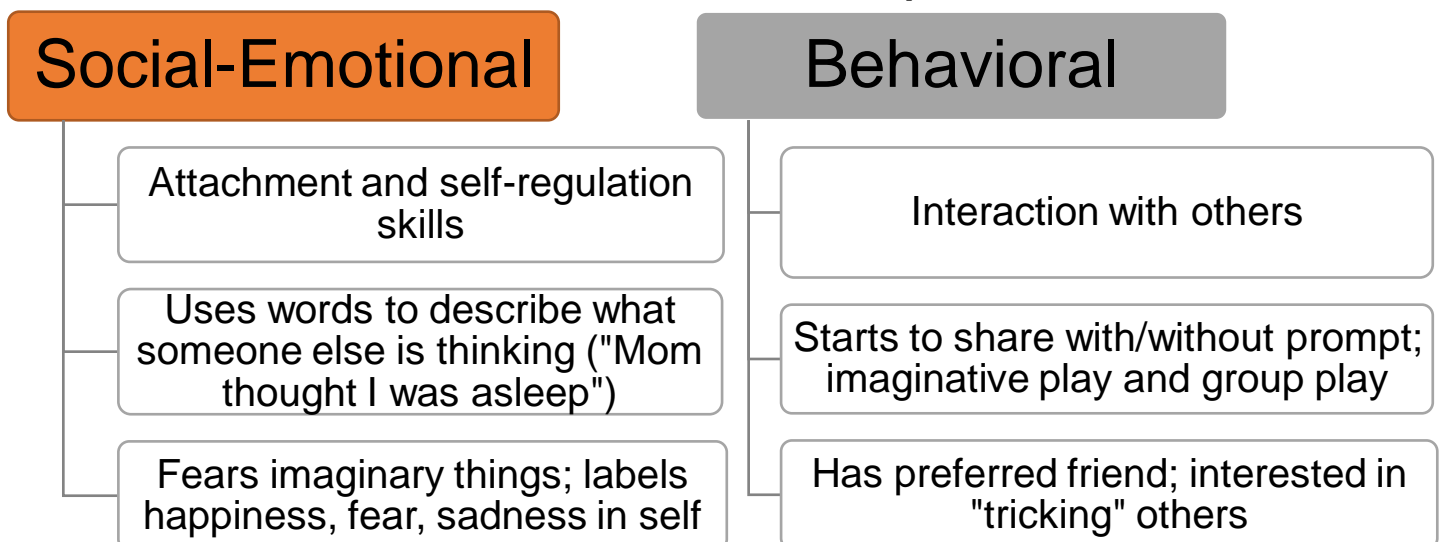 Social-Emotional
Attachment and self-regulation
skills
Uses words to describe what
someone else is thinking ("Mom
thought I was asleep")
Fears imaginary things; labels
happiness, fear, sadness in self
Behavioral
Interaction with others
Starts to share with/without prompt;
imaginative play and group play
Has preferred friend; interested in
"tricking" others